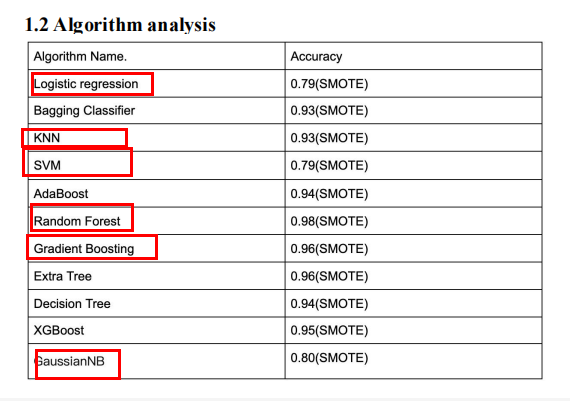 1.2 Algorithm analysis
Algorithm Name. Accuracy
Logistic regression 0.79(SMOTE)
Bagging Classifier 0.93(SMOTE)
KNN 0.93(SMOTE)
SVM 0.79(SMOTE)
AdaBoost 0.94(SMOTE)
Random Forest 0.98(SMOTE)
Gradient Boosting 0.96(SMOTE)
Extra Tree 0.96(SMOTE)
Decision Tree 0.94(SMOTE)
XGBoost 0.95(SMOTE)
GaussianNB 0.80(SMOTE)